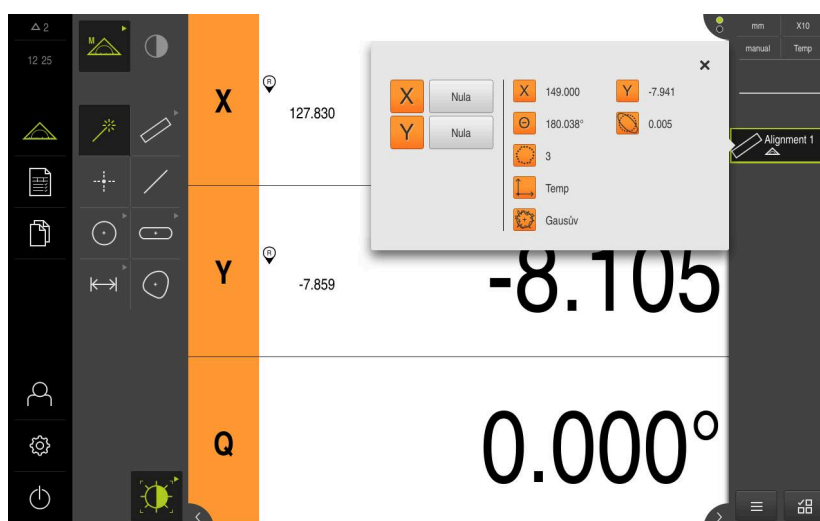 2
12 25
M
X
R
127.830
X
Nula
Y
Nula
X
149.000
Y
-7.941
Θ
180.038°
0.005
3
Temp
Gausův
mm
X10
manual
Temp
Alignment 1
Y
R
-7.859
-8.105
Q
0.000°